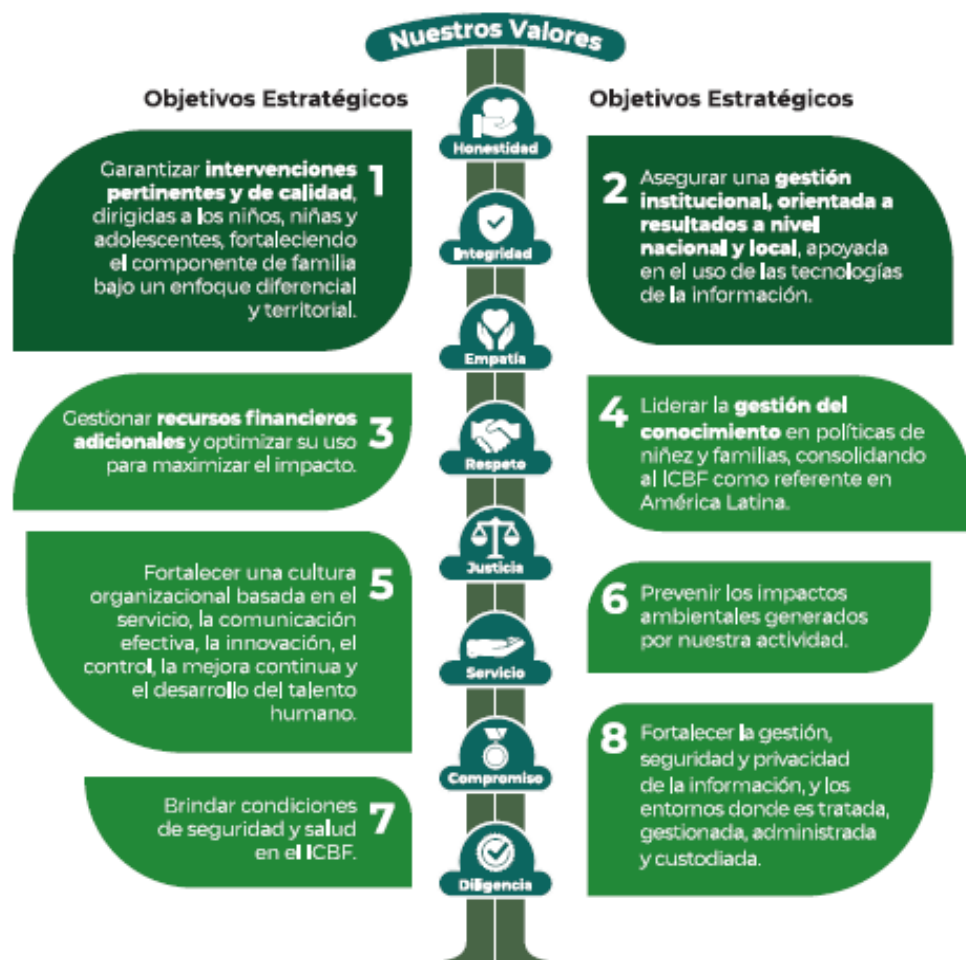 Nuestros Valores
Objetivos Estratégicos
1
Garantizar intervenciones
pertinentes y de calidad,
dirigidas a los niños, niñas y
adolescentes, fortaleciendo
el componente de familia
bajo un enfoque diferencial
y territorial.
3
Gestionar recursos financieros
adicionales y optimizar su uso
para maximizar el impacto.
5
Fortalecer una cultura
organizacional basada en el
servicio, la comunicación
efectiva, la innovación, el
control, la mejora continua y
el desarrollo del talento
humano.
7
Brindar condiciones
de seguridad y salud
en el ICBF.
Honestidad
Integridad
Empatía
Respeto
Justicia
Servicio
Compromiso
Diligencia
Objetivos Estratégicos
2
Asegurar una gestión
institucional, orientada a
resultados a nivel
nacional y local, apoyada
en el uso de las tecnologías
de la información.
4
Liderar la gestión del
conocimiento en políticas de
niñez y familias, consolidando
al ICBF como referente en
América Latina.
6
Prevenir los impactos
ambientales generados
por nuestra actividad.
8
Fortalecer la gestión,
seguridad y privacidad
de la información, y los
entornos donde es tratada,
gestionada, administrada
y custodiada.